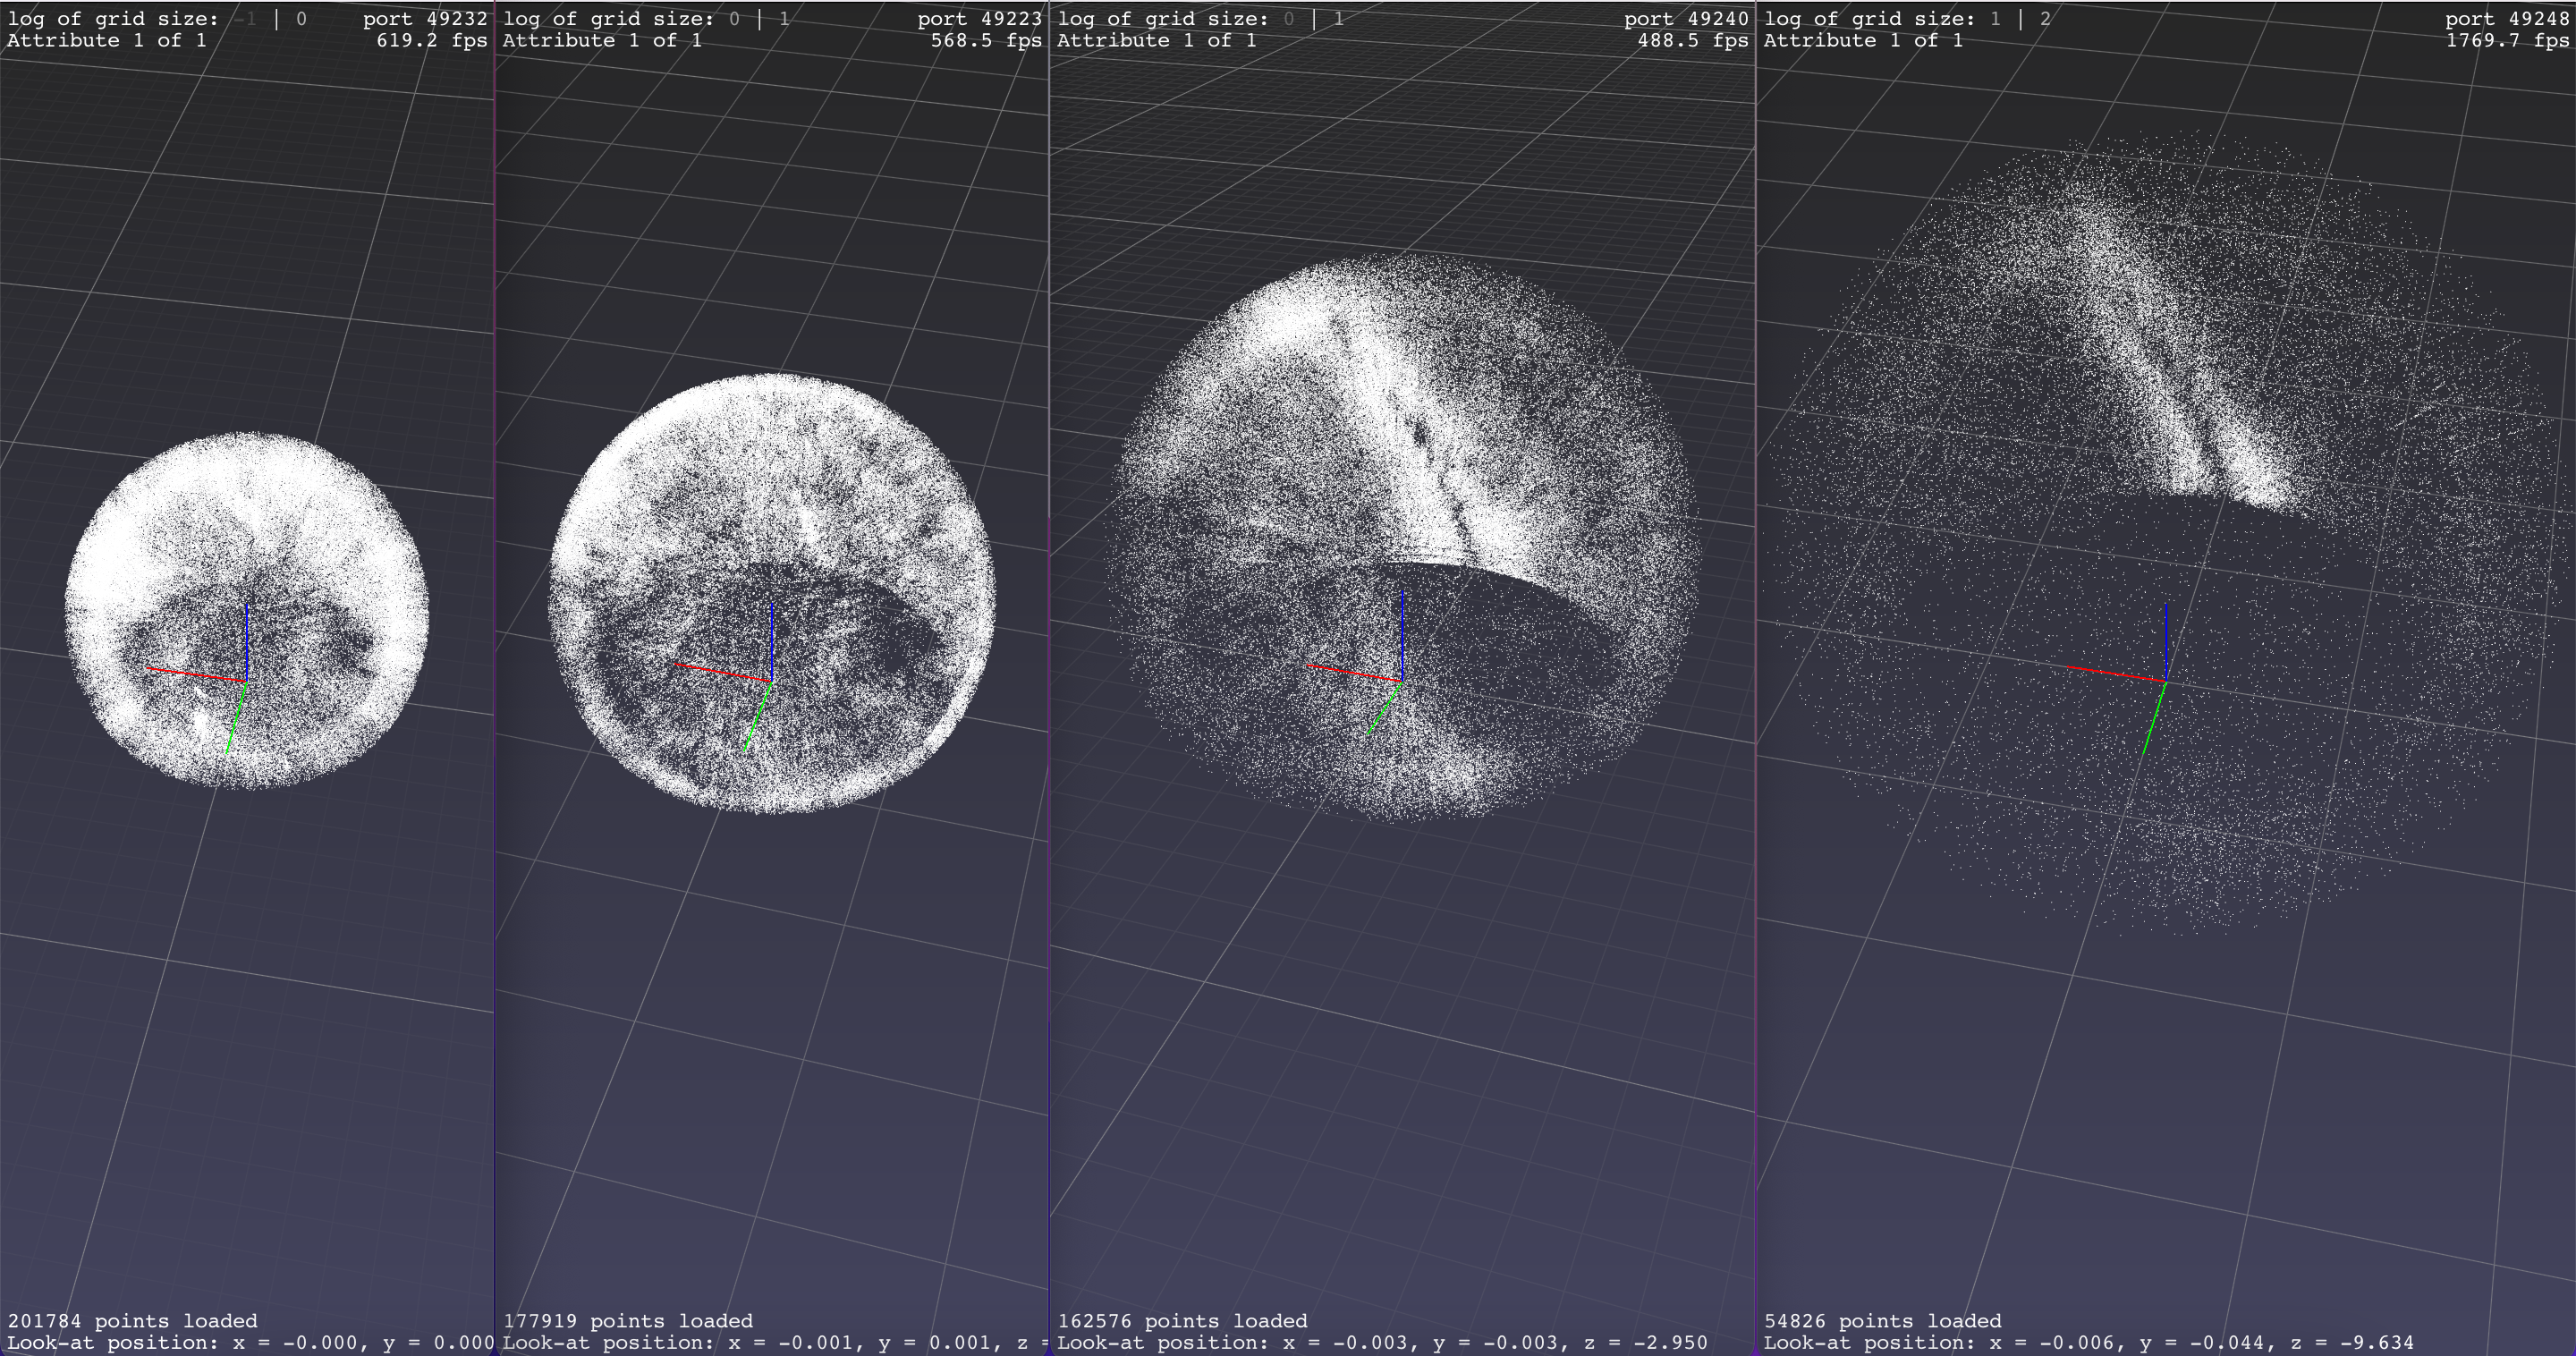 log of grid size: -1 | 0
port 49232
Attribute 1 of 1
619.2 fps
201784 points loaded
Look-at position: x = -0.000, y = 0.000
log of grid size: 0 | 1
port 49223
Attribute 1 of 1
568.5 fps
177919 points loaded
Look-at position: x = -0.001, y = 0.001, z =
log of grid size: 0 | 1
port 49240
Attribute 1 of 1
488.5 fps
162576 points loaded
Look-at position: x = -0.003, y = -0.003, z = -2.950
log of grid size: 1 | 2
port 49248
Attribute 1 of 1
1769.7 fps
54826 points loaded
Look-at position: x = -0.006, y = -0.044, z = -9.634